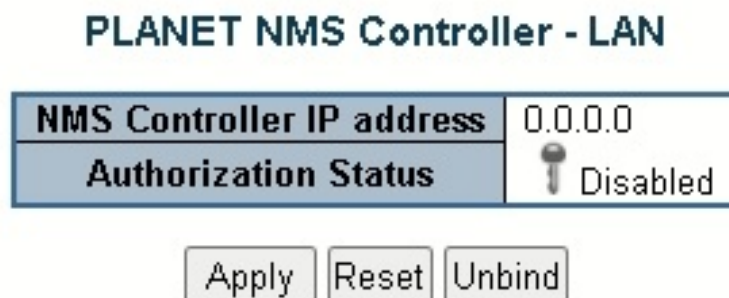 PLANET NMS Controller - LAN
NMS Controller IP address 0.0.0.0
Authorization Status Disabled
Apply Reset Unbind